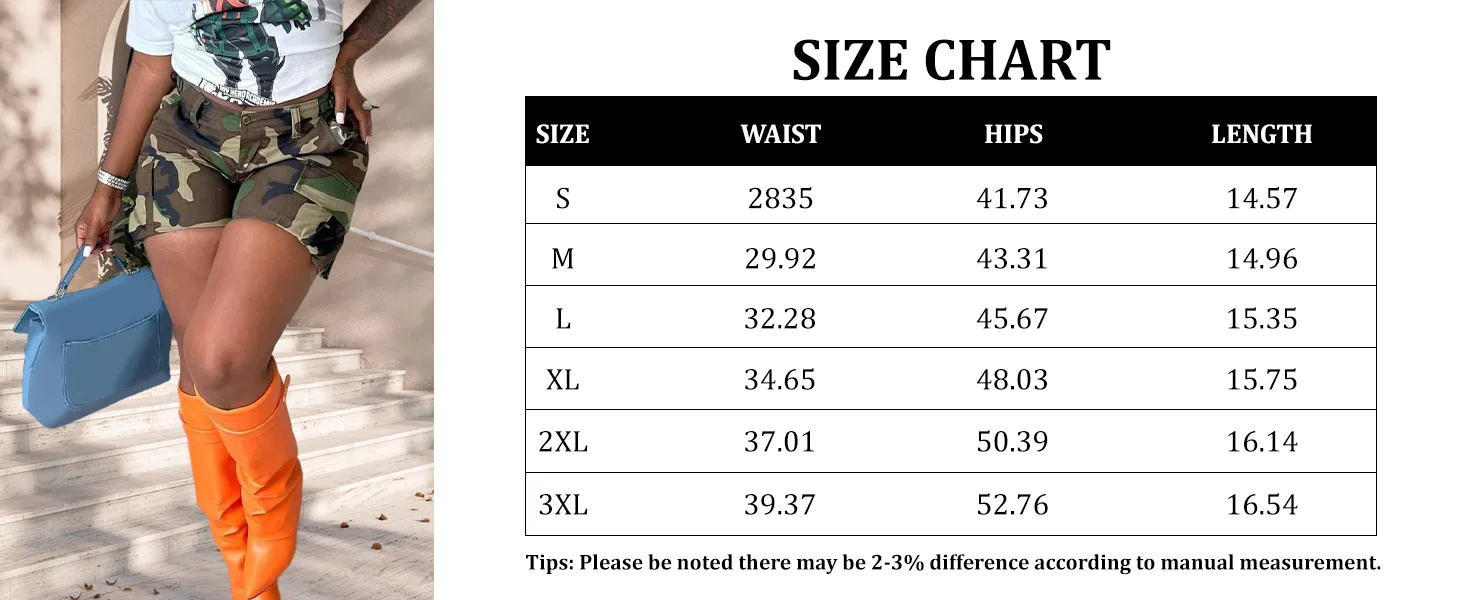 MY HERO ACADEMIA
SIZE CHART
SIZE WAIST HIPS LENGTH
S 2835 41.73 14.57
M 29.92 43.31 14.96
L 32.28 45.67 15.35
XL 34.65 48.03 15.75
2XL 37.01 50.39 16.14
3XL 39.37 52.76 16.54
Tips: Please be noted there may be 2-3% difference according to manual measurement.